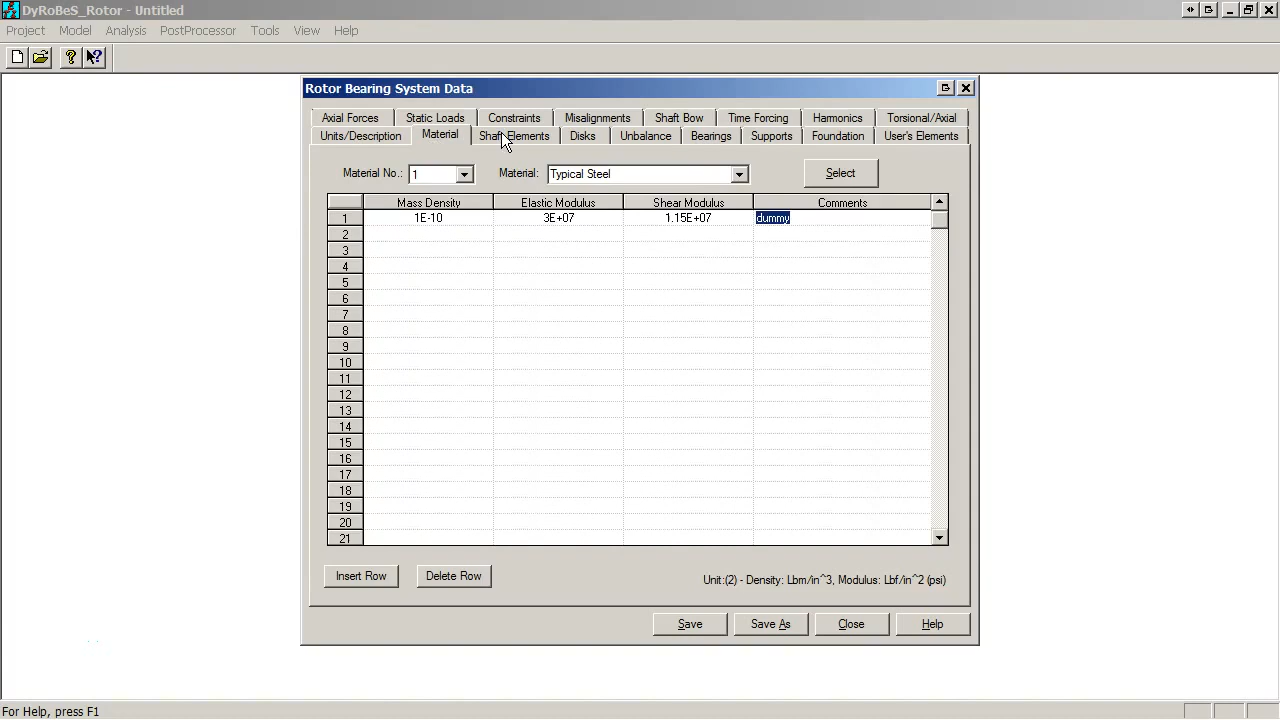 DyRoBeS_Rotor - Untitled
Project Model Analysis PostProcessor Tools View Help
Rotor Bearing System Data
Axial Forces Static Loads Constraints Misalignments Shaft Bow Time Forcing Harmonics Torsional/Axial
Units/Description Material Shaft Elements Disks Unbalance Bearings Supports Foundation User's Elements
Material No.: 1 Material: Typical Steel Select
Mass Density Elastic Modulus Shear Modulus Comments
1 1E-10 3E+07 1.15E+07 dummy
2
3
4
5
6
7
8
9
10
11
12
13
14
15
16
17
18
19
20
21
Insert Row Delete Row Unit:(2) - Density: Lbm/in^3, Modulus: Lbf/in^2 (psi)
Save Save As Close Help
For Help, press F1